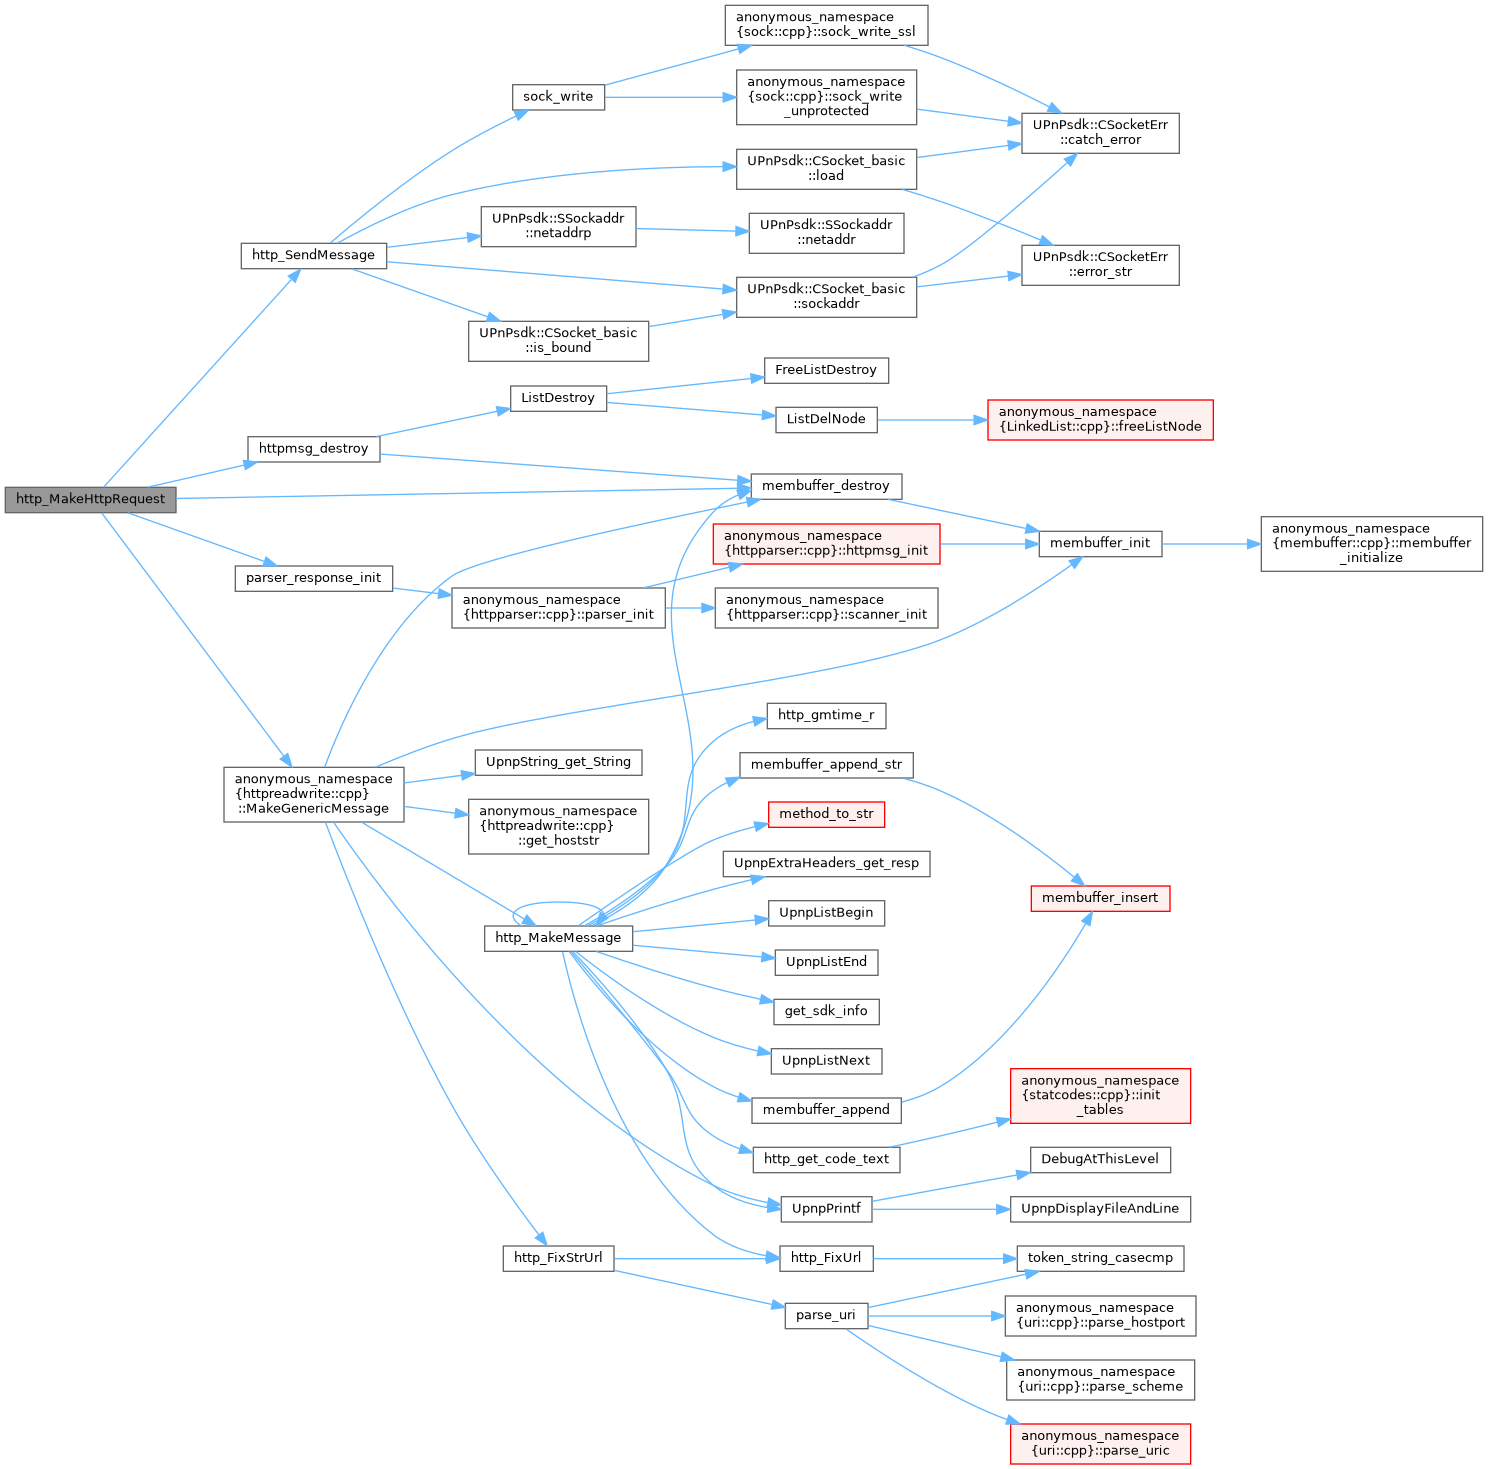 anonymous_namespace
{sock::cpp}::sock_write_ssl
sock_write
anonymous_namespace
{sock::cpp}::sock_write
_unprotected
UPnPsdk::CSocketErr
::catch_error
UPnPsdk::CSocket_basic
::load
UPnPsdk::SSockaddr
::netaddrp
UPnPsdk::SSockaddr
::netaddr
http_SendMessage
UPnPsdk::CSocketErr
::error_str
UPnPsdk::CSocket_basic
::sockaddr
UPnPsdk::CSocket_basic
::is_bound
FreeListDestroy
ListDestroy
ListDelNode
anonymous_namespace
{LinkedList::cpp}::freeListNode
httpmsg_destroy
membuffer_destroy
http_MakeHttpRequest
anonymous_namespace
{httpparser::cpp}::httpmsg_init
membuffer_init
anonymous_namespace
{membuffer::cpp}::membuffer
_initialize
parser_response_init
anonymous_namespace
{httpparser::cpp}::parser_init
anonymous_namespace
{httpparser::cpp}::scanner_init
http_gmtime_r
UpnpString_get_String
membuffer_append_str
anonymous_namespace
{httpreadwrite::cpp}
::MakeGenericMessage
anonymous_namespace
{httpreadwrite::cpp}
::get_hoststr
method_to_str
UpnpExtraHeaders_get_resp
membuffer_insert
UpnpListBegin
http_MakeMessage
UpnpListEnd
get_sdk_info
UpnpListNext
membuffer_append
anonymous_namespace
{statcodes::cpp}::init
_tables
http_get_code_text
DebugAtThisLevel
UpnpPrintf
UpnpDisplayFileAndLine
http_FixStrUrl
http_FixUrl
token_string_casecmp
parse_uri
anonymous_namespace
{uri::cpp}::parse_hostport
anonymous_namespace
{uri::cpp}::parse_scheme
anonymous_namespace
{uri::cpp}::parse_uric